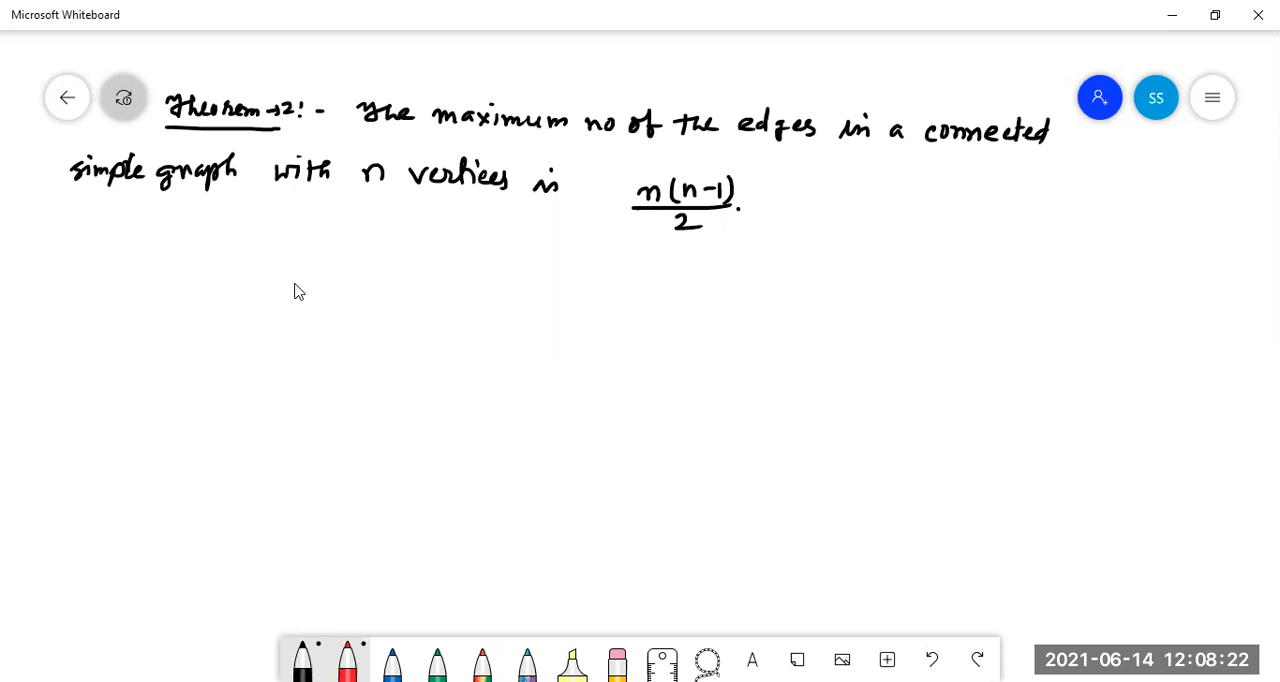 Microsoft Whiteboard
Theorem→2:- The maximum no of the edges in a connected
SS
simple graph with n vertices is n(n-1)/2.
A
2021-06-14 12:08:22